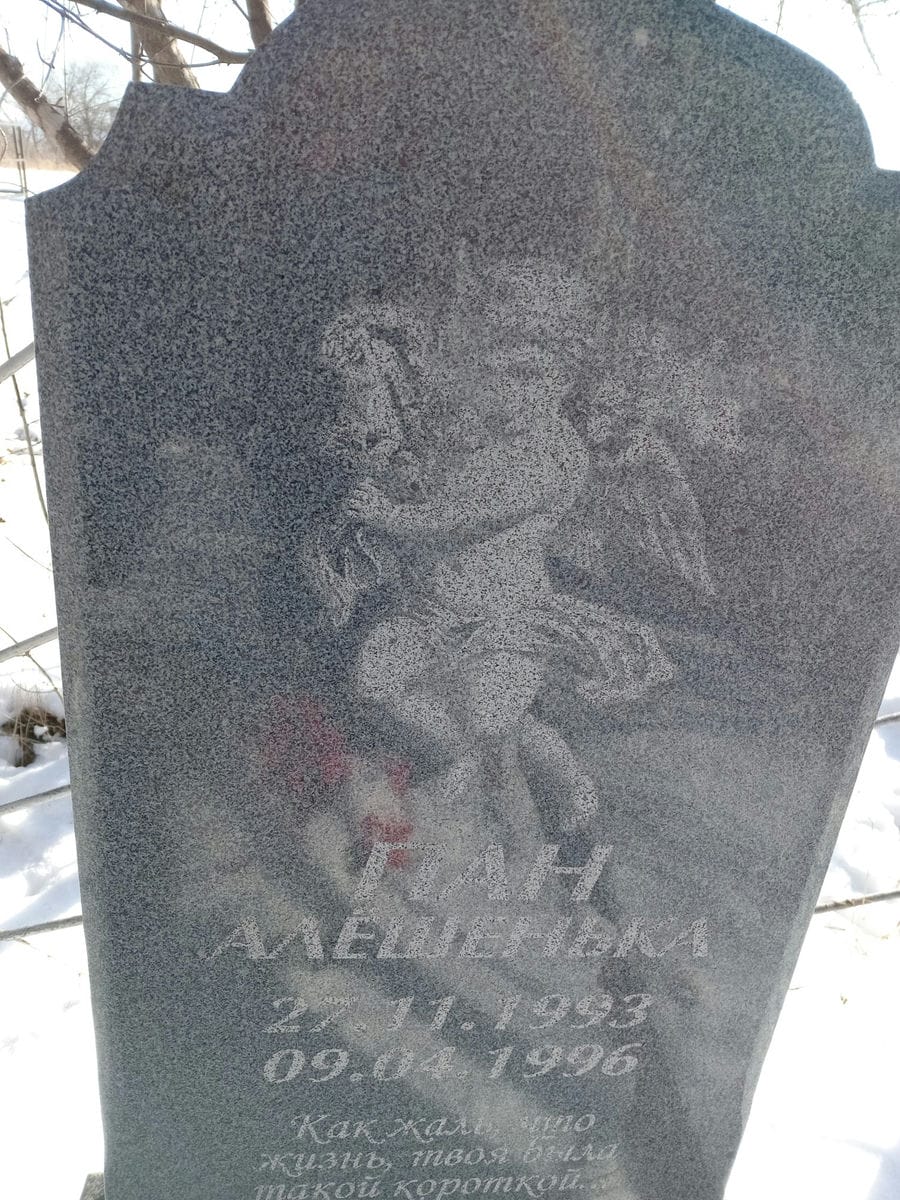 ПАН
АЛЁШЕНЬКА
27.11.1993
09.04.1996
Как жаль, что
жизнь, твоя была
такой короткой...